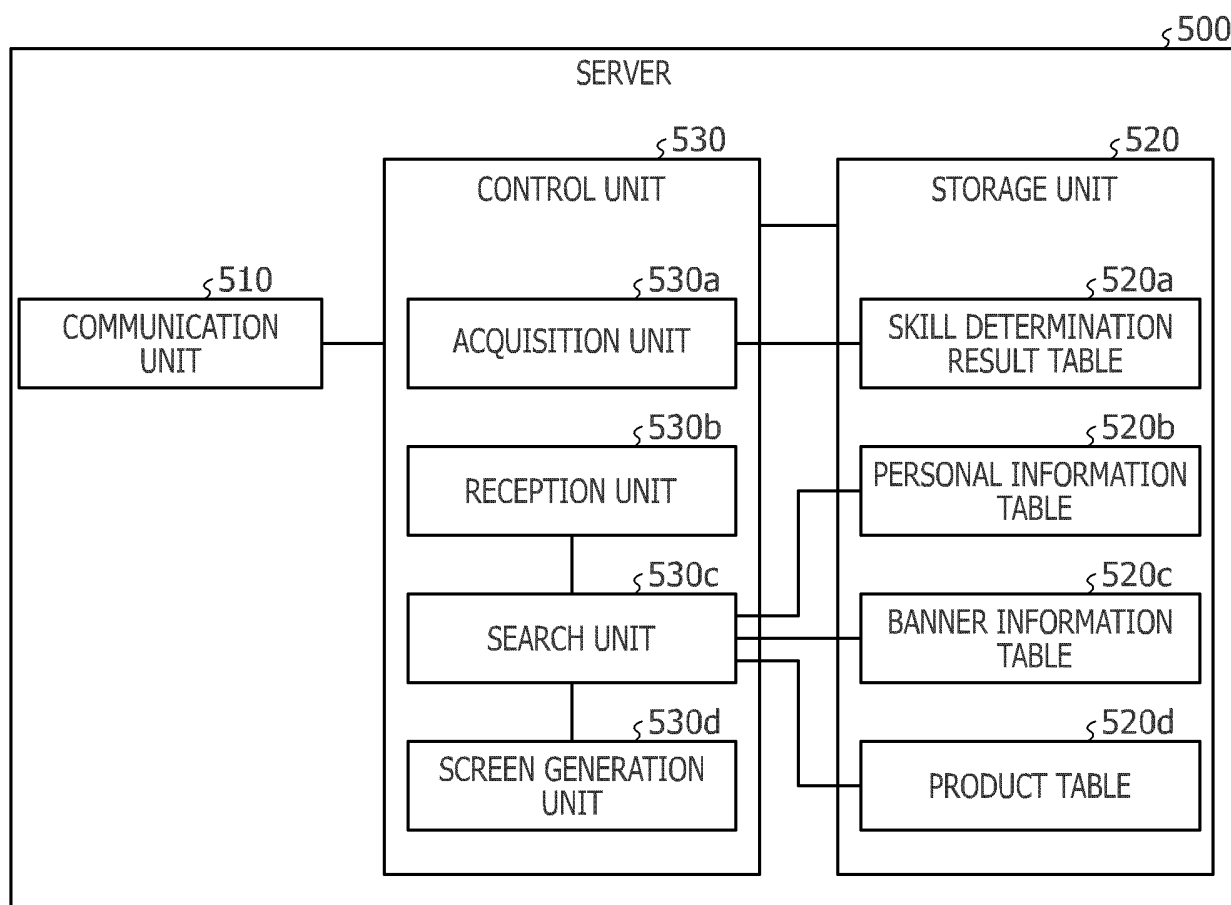 500
SERVER
530
CONTROL UNIT
520
STORAGE UNIT
510
COMMUNICATION
UNIT
530a
ACQUISITION UNIT
520a
SKILL DETERMINATION
RESULT TABLE
530b
RECEPTION UNIT
520b
PERSONAL INFORMATION
TABLE
530c
SEARCH UNIT
520c
BANNER INFORMATION
TABLE
530d
SCREEN GENERATION
UNIT
520d
PRODUCT TABLE